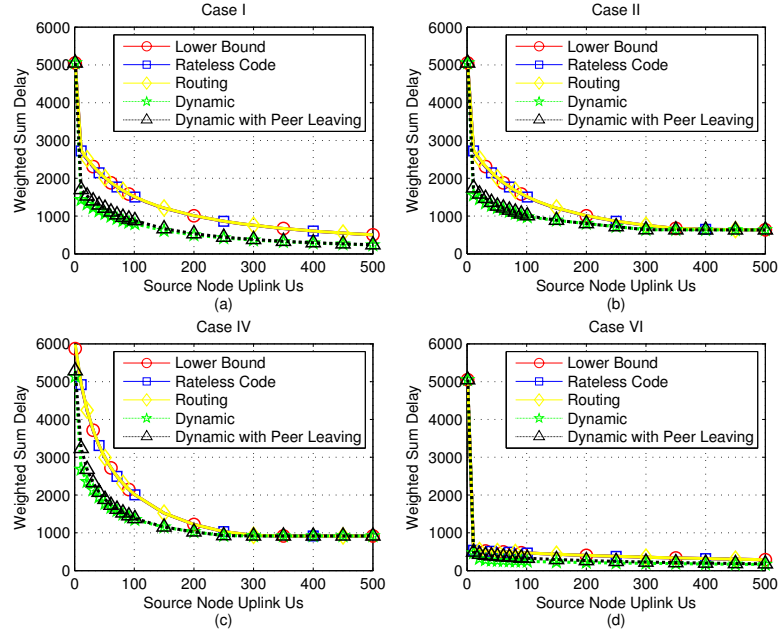 Case I
Weighted Sum Delay
6000
5000
4000
3000
2000
1000
0
Lower Bound
Rateless Code
Routing
Dynamic
Dynamic with Peer Leaving
0 100 200 300 400 500
Source Node Uplink Us
(a)
Case II
Weighted Sum Delay
6000
5000
4000
3000
2000
1000
0
Lower Bound
Rateless Code
Routing
Dynamic
Dynamic with Peer Leaving
0 100 200 300 400 500
Source Node Uplink Us
(b)
Case IV
Weighted Sum Delay
6000
5000
4000
3000
2000
1000
0
Lower Bound
Rateless Code
Routing
Dynamic
Dynamic with Peer Leaving
0 100 200 300 400 500
Source Node Uplink Us
(c)
Case VI
Weighted Sum Delay
6000
5000
4000
3000
2000
1000
0
Lower Bound
Rateless Code
Routing
Dynamic
Dynamic with Peer Leaving
0 100 200 300 400 500
Source Node Uplink Us
(d)